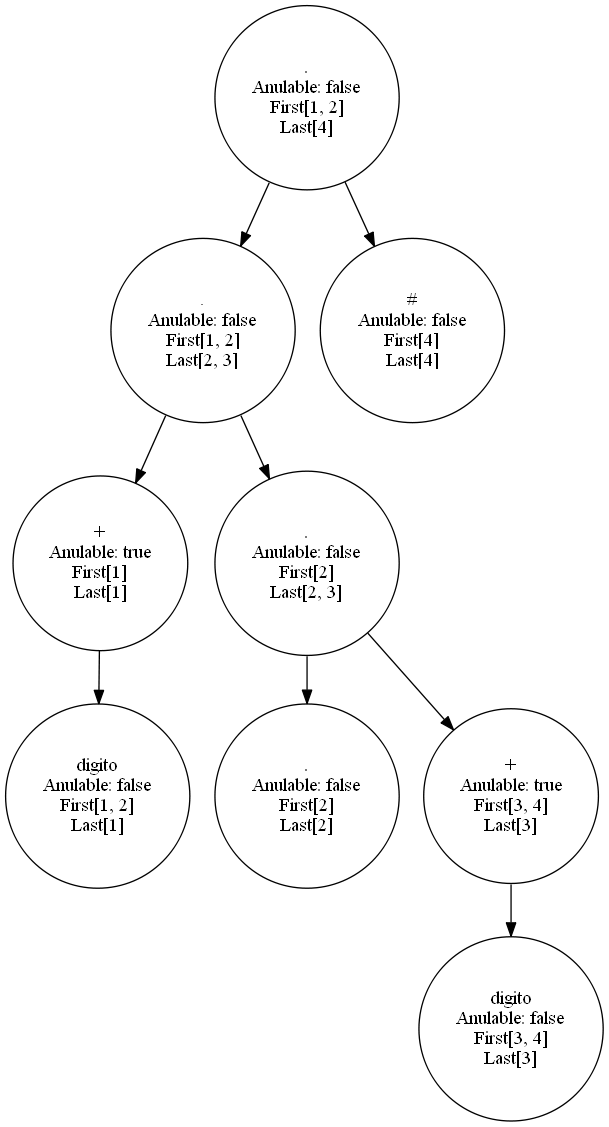 .
Anulable: false
First[1, 2]
Last[4]
.
Anulable: false
First[1, 2]
Last[2, 3]
#
Anulable: false
First[4]
Last[4]
+
Anulable: true
First[1]
Last[1]
.
Anulable: false
First[2]
Last[2, 3]
digito
Anulable: false
First[1, 2]
Last[1]
.
Anulable: false
First[2]
Last[2]
+
Anulable: true
First[3, 4]
Last[3]
digito
Anulable: false
First[3, 4]
Last[3]